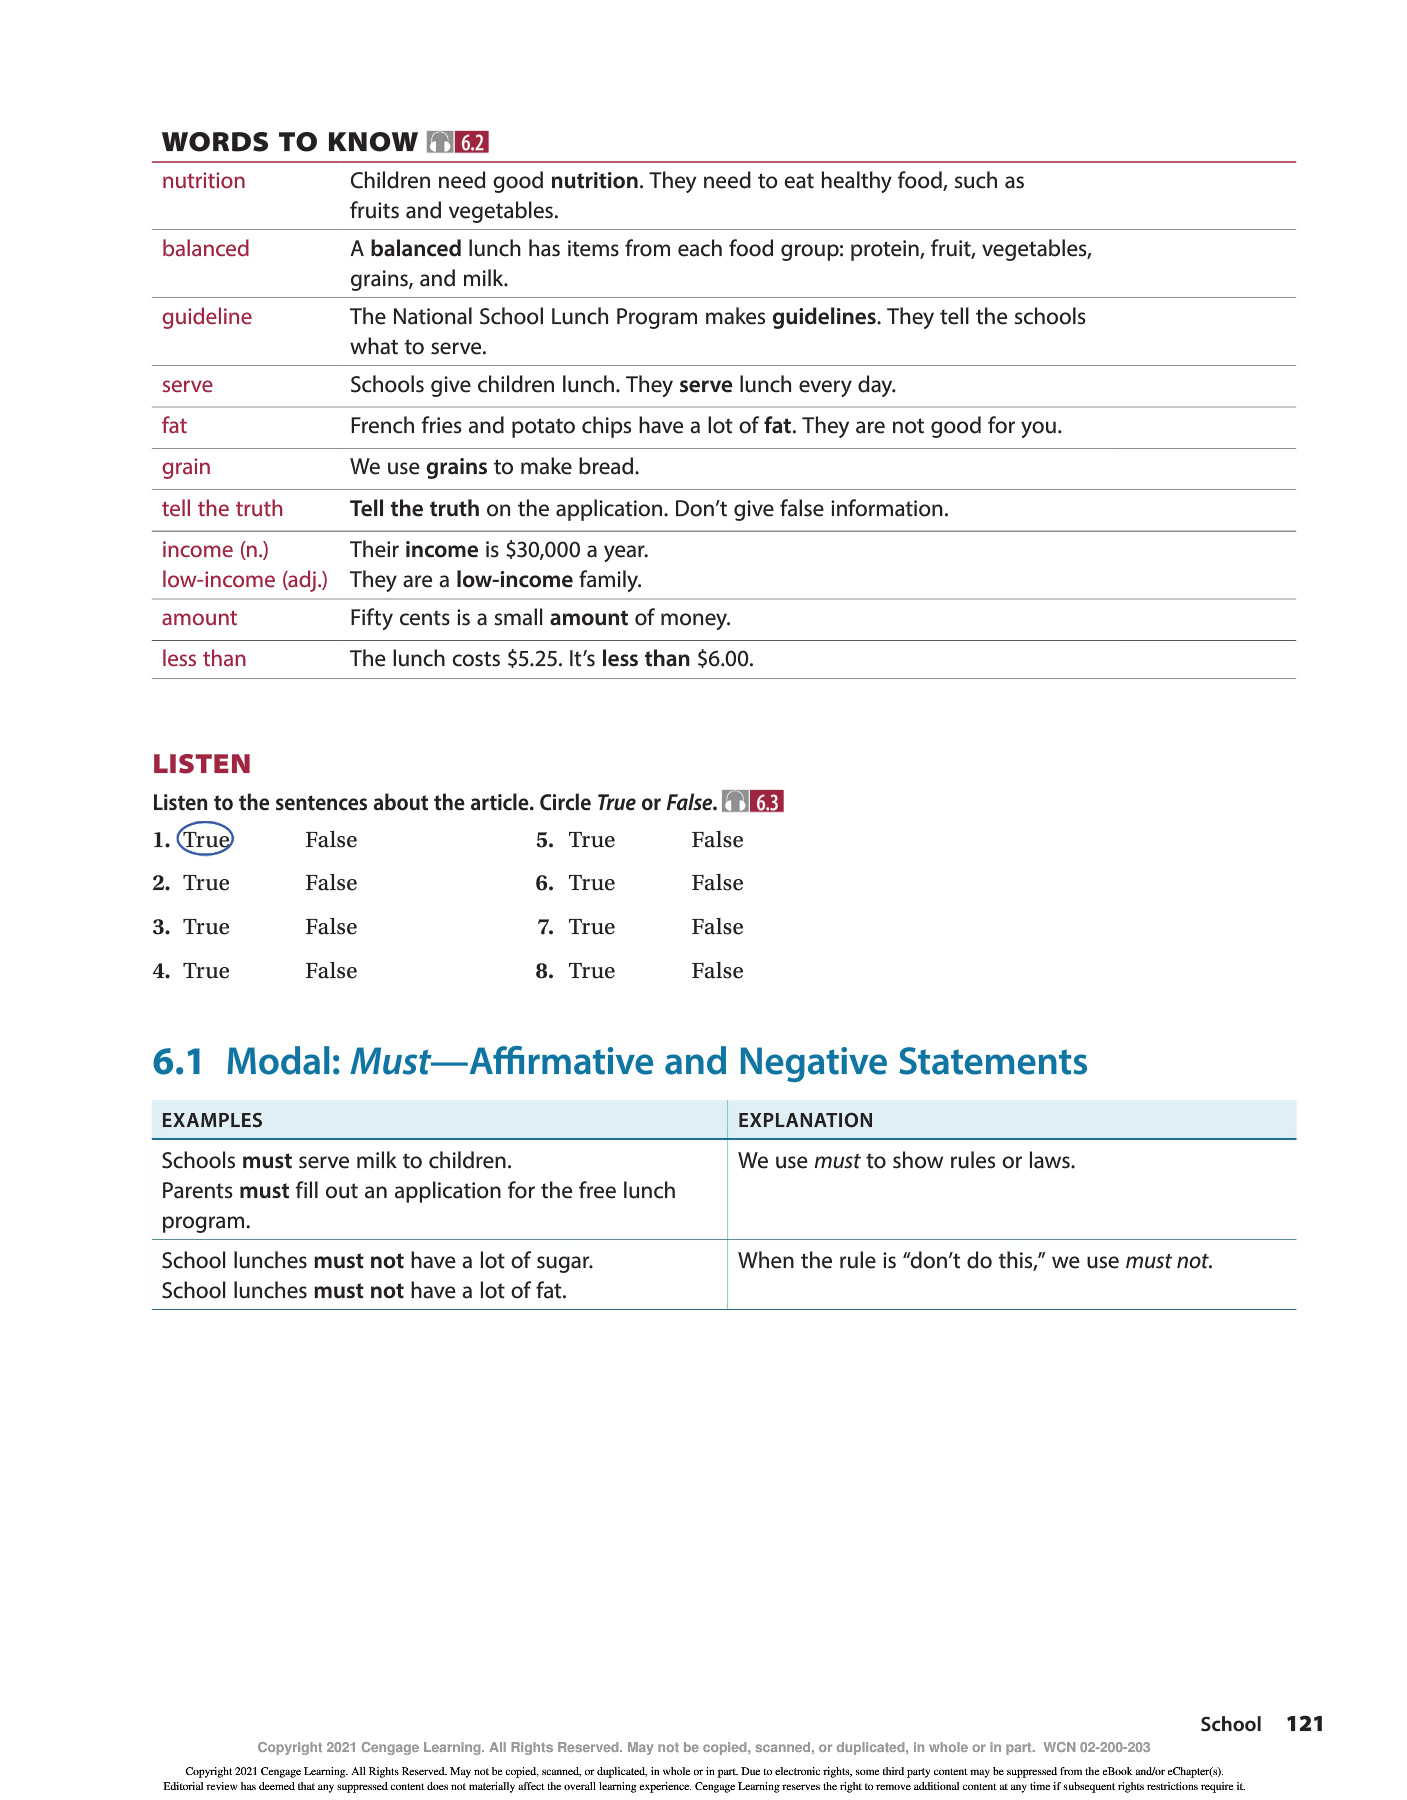 WORDS TO KNOW 6.2
nutrition Children need good nutrition. They need to eat healthy food, such as
fruits and vegetables.
balanced A balanced lunch has items from each food group: protein, fruit, vegetables,
grains, and milk.
guideline The National School Lunch Program makes guidelines. They tell the schools
what to serve.
serve Schools give children lunch. They serve lunch every day.
fat French fries and potato chips have a lot of fat. They are not good for you.
grain We use grains to make bread.
tell the truth Tell the truth on the application. Don’t give false information.
income (n.) Their income is $30,000 a year.
low-income (adj.) They are a low-income family.
amount Fifty cents is a small amount of money.
less than The lunch costs $5.25. It’s less than $6.00.
LISTEN
Listen to the sentences about the article. Circle True or False. 6.3
1. True False 5. True False
2. True False 6. True False
3. True False 7. True False
4. True False 8. True False
6.1 Modal: Must—Affirmative and Negative Statements
EXAMPLES EXPLANATION
Schools must serve milk to children. We use must to show rules or laws.
Parents must fill out an application for the free lunch
program.
School lunches must not have a lot of sugar. When the rule is “don’t do this,” we use must not.
School lunches must not have a lot of fat.
School 121
Copyright 2021 Cengage Learning. All Rights Reserved. May not be copied, scanned, or duplicated, in whole or in part. WCN 02-200-203
Copyright 2021 Cengage Learning. All Rights Reserved. May not be copied, scanned, or duplicated, in whole or in part. Due to electronic rights, some third party content may be suppressed from the eBook and/or eChapter(s).
Editorial review has deemed that any suppressed content does not materially affect the overall learning experience. Cengage Learning reserves the right to remove additional content at any time if subsequent rights restrictions require it.